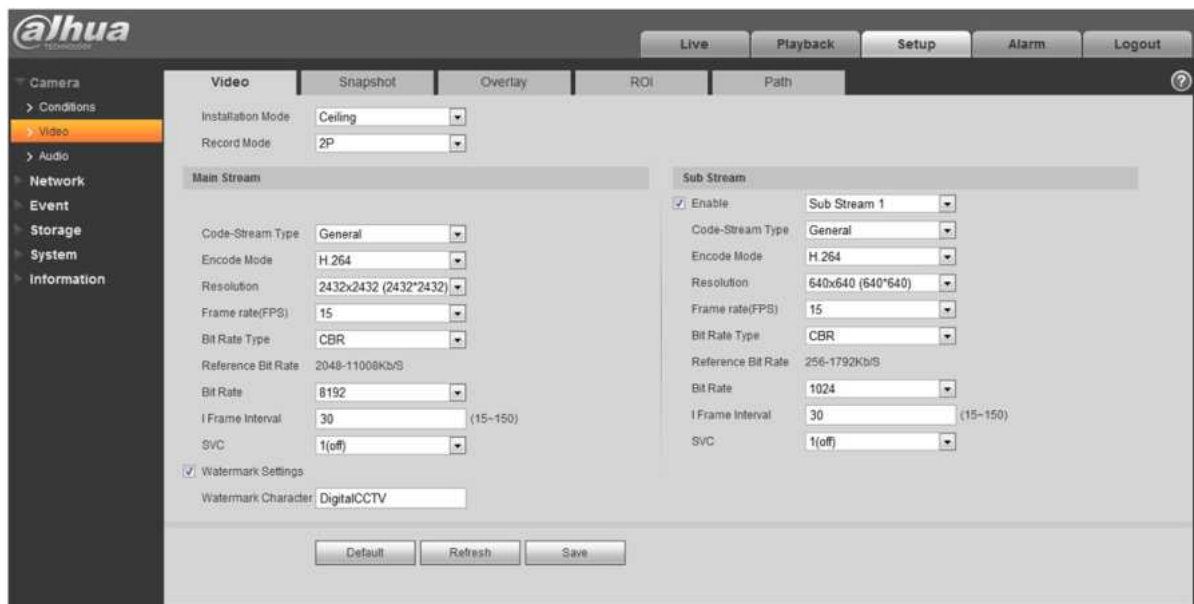 alhua
TECHNOLOGY
Live
Playback
Setup
Alarm
Logout
Camera
Conditions
Video
Audio
Network
Event
Storage
System
Information
Video
Snapshot
Overlay
ROI
Path
?
Installation Mode Ceiling
Record Mode 2P
Main Stream
Code-Stream Type General
Encode Mode H.264
Resolution 2432x2432 (2432*2432)
Frame rate(FPS) 15
Bit Rate Type CBR
Reference Bit Rate 2048-11008Kb/S
Bit Rate 8192
I Frame Interval 30 (15~150)
SVC 1(off)
Watermark Settings
Watermark Character DigitalCCTV
Sub Stream
Enable Sub Stream 1
Code-Stream Type General
Encode Mode H.264
Resolution 640x640 (640*640)
Frame rate(FPS) 15
Bit Rate Type CBR
Reference Bit Rate 256-1792Kb/S
Bit Rate 1024
I Frame Interval 30 (15~150)
SVC 1(off)
Default
Refresh
Save